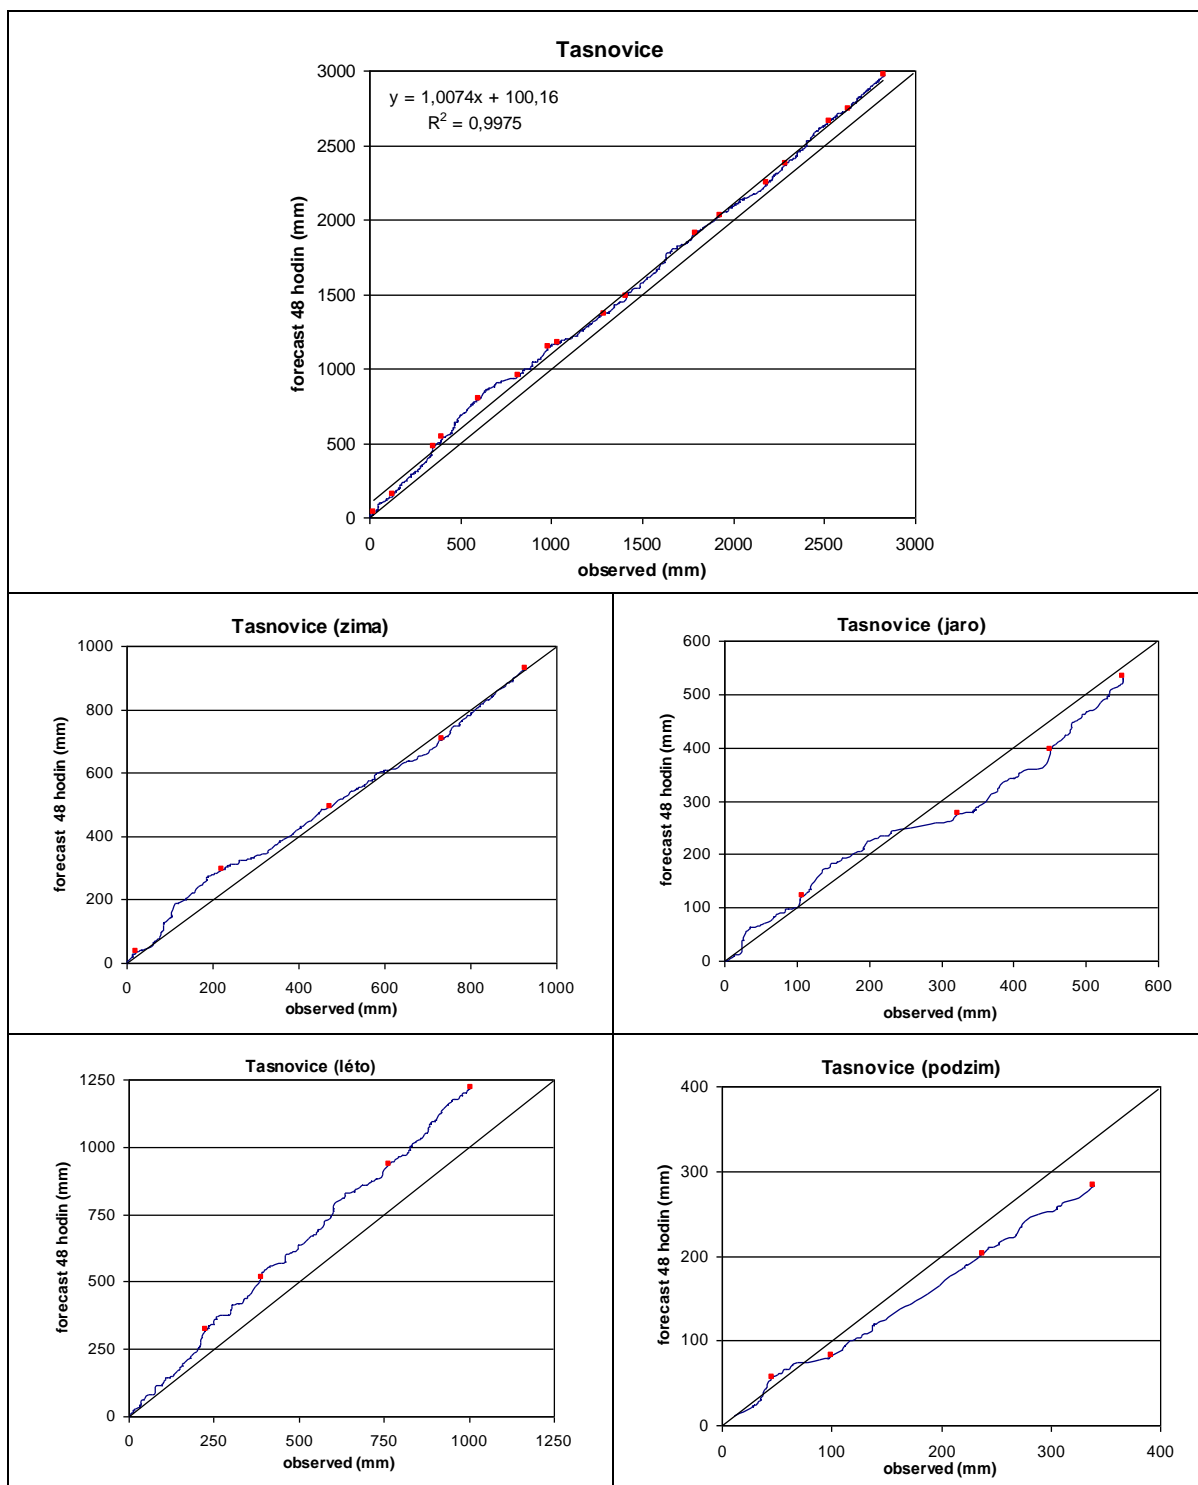 Tasnovice
y = 1,0074x + 100,16
R² = 0,9975
3000
2500
2000
1500
1000
500
0
0 500 1000 1500 2000 2500 3000
observed (mm)
forecast 48 hodin (mm)
Tasnovice (zima)
1000
800
600
400
200
0
0 200 400 600 800 1000
observed (mm)
forecast 48 hodin (mm)
Tasnovice (jaro)
600
500
400
300
200
100
0
0 100 200 300 400 500 600
observed (mm)
forecast 48 hodin (mm)
Tasnovice (léto)
1250
1000
750
500
250
0
0 250 500 750 1000 1250
observed (mm)
forecast 48 hodin (mm)
Tasnovice (podzim)
400
300
200
100
0
0 100 200 300 400
observed (mm)
forecast 48 hodin (mm)